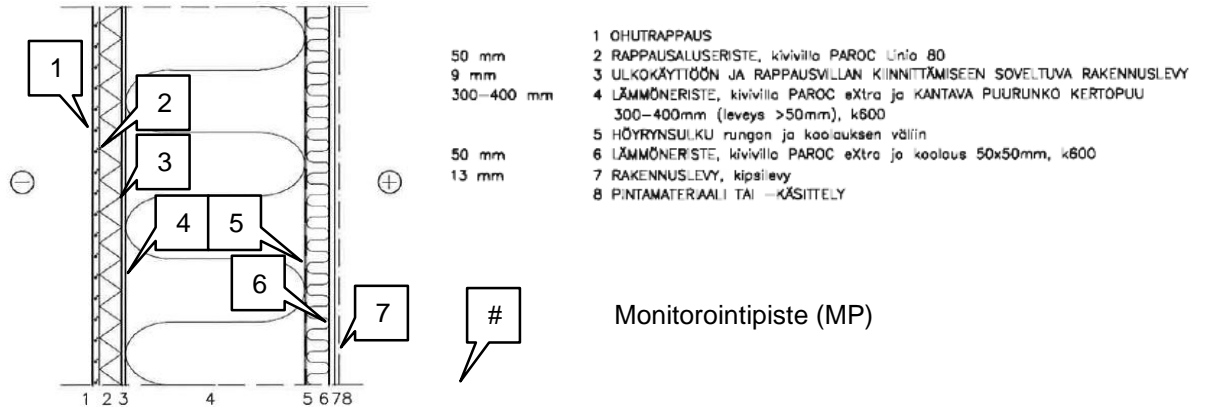 1 OHUTRAPPAUS
50 mm 2 RAPPAUSALUSERISTE, kivivilla PAROC Linio 80
9 mm 3 ULKOKÄYTTÖÖN JA RAPPAUSVILLAN KIINNITTÄMISEEN SOVELTUVA RAKENNUSLEVY
300-400 mm 4 LÄMMÖNERISTE, kivivilla PAROC eXtra ja KANTAVA PUURUNKO KERTOPUU
300-400mm (leveys >50mm), k600
5 HÖYRYNSULKU rungon ja koolauksen väliin
50 mm 6 LÄMMÖNERISTE, kivivilla PAROC eXtra ja koolaus 50x50mm, k600
13 mm 7 RAKENNUSLEVY, kipsilevy
8 PINTAMATERIAALI TAI -KÄSITTELY
1
2
3
4 5
6
7
# Monitorointipiste (MP)
1 2 3 4 5 6 7 8